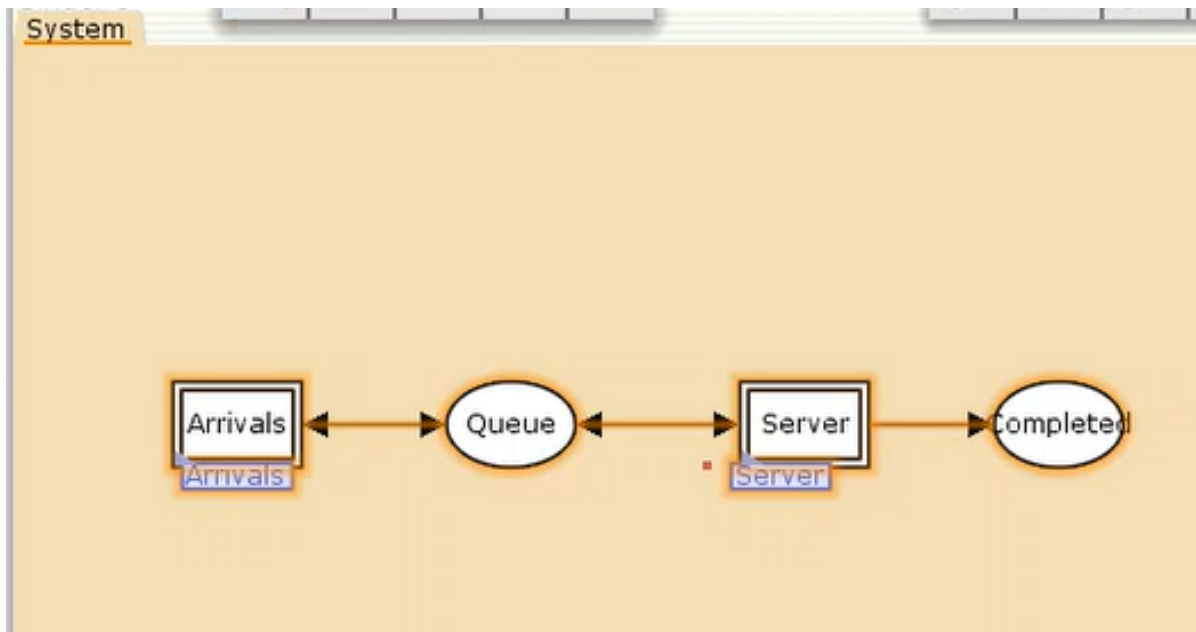 System
Arrivals
Queue
Server
Completed
Arrivals
Server